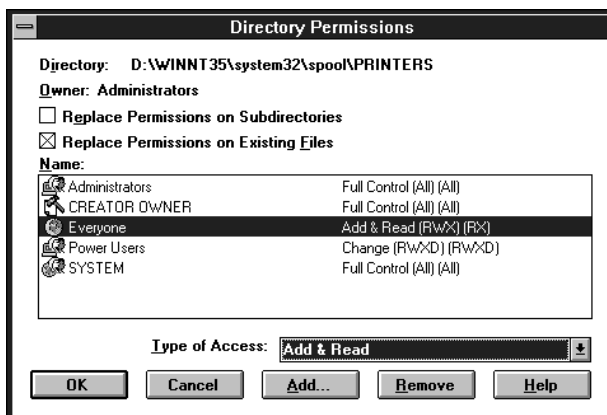 Directory Permissions
Directory: D:\WINNT35\system32\spool\PRINTERS
Owner: Administrators
Replace Permissions on Subdirectories
Replace Permissions on Existing Files
Name:
Administrators Full Control (All) (All)
CREATOR OWNER Full Control (All) (All)
Everyone Add & Read (RWX) (RX)
Power Users Change (RWXD) (RWXD)
SYSTEM Full Control (All) (All)
Type of Access: Add & Read
OK Cancel Add... Remove Help